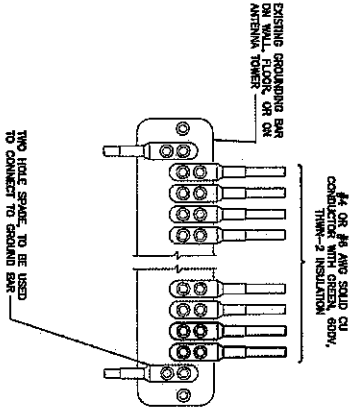 EXISTING GROUNDING BAR
ON WALL, FLOOR, OR ON
ANTENNA TOWER
#4 OR #6 AWG SOLID CU
CONDUCTOR WITH GREEN, 600V,
THWN-2 INSULATION
TWO HOLE SPADE, TO BE USED
TO CONNECT TO GROUND BAR